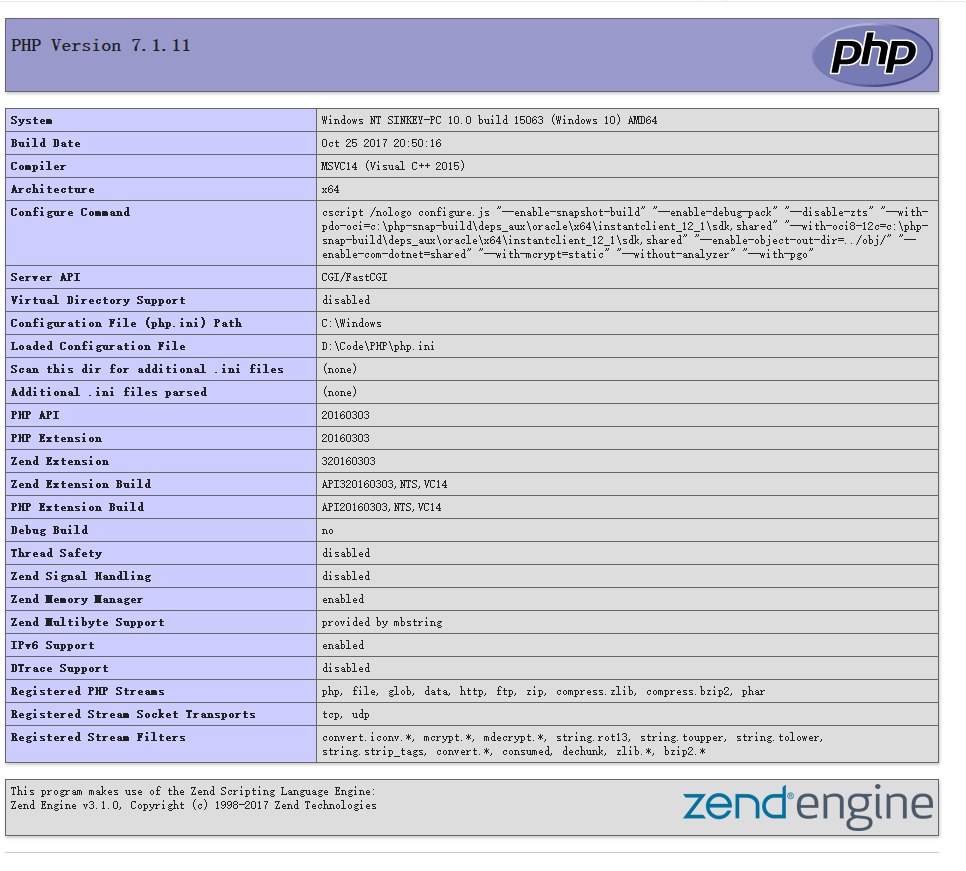 PHP Version 7.1.11
php
System Windows NT SINKEY-PC 10.0 build 15063 (Windows 10) AMD64
Build Date Oct 25 2017 20:50:16
Compiler MSVC14 (Visual C++ 2015)
Architecture x64
Configure Command cscript /nologo configure.js "--enable-snapshot-build" "--enable-debug-pack" "--disable-zts" "--with-
pdo-oci=c:\php-snap-build\deps_aux\oracle\x64\instantclient_12_1\sdk,shared" "--with-oci8-12c=c:\php-
snap-build\deps_aux\oracle\x64\instantclient_12_1\sdk,shared" "--enable-object-out-dir=../obj/" "--
enable-com-dotnet=shared" "--with-mcrypt=static" "--without-analyzer" "--with-pgo"
Server API CGI/FastCGI
Virtual Directory Support disabled
Configuration File (php.ini) Path C:\Windows
Loaded Configuration File D:\Code\PHP\php.ini
Scan this dir for additional .ini files (none)
Additional .ini files parsed (none)
PHP API 20160303
PHP Extension 20160303
Zend Extension 320160303
Zend Extension Build API320160303,NTS,VC14
PHP Extension Build API20160303,NTS,VC14
Debug Build no
Thread Safety disabled
Zend Signal Handling disabled
Zend Memory Manager enabled
Zend Multibyte Support provided by mbstring
IPv6 Support enabled
DTrace Support disabled
Registered PHP Streams php, file, glob, data, http, ftp, zip, compress.zlib, compress.bzip2, phar
Registered Stream Socket Transports tcp, udp
Registered Stream Filters convert.iconv.*, mcrypt.*, mdecrypt.*, string.rot13, string.toupper, string.tolower,
string.strip_tags, convert.*, consumed, dechunk, zlib.*, bzip2.*
This program makes use of the Zend Scripting Language Engine:
Zend Engine v3.1.0, Copyright (c) 1998-2017 Zend Technologies
zend®engine